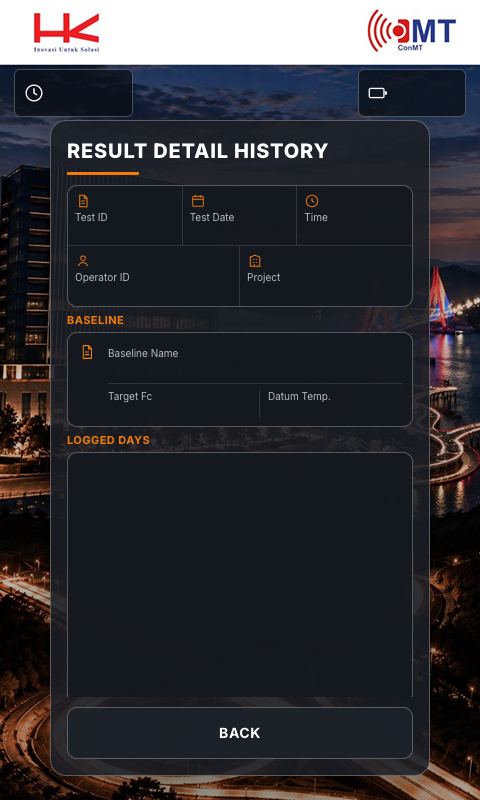 HK
Inovasi Untuk Solusi
MT
ConMT
RESULT DETAIL HISTORY
Test ID
Test Date
Time
Operator ID
Project
BASELINE
Baseline Name
Target Fc
Datum Temp.
LOGGED DAYS
BACK